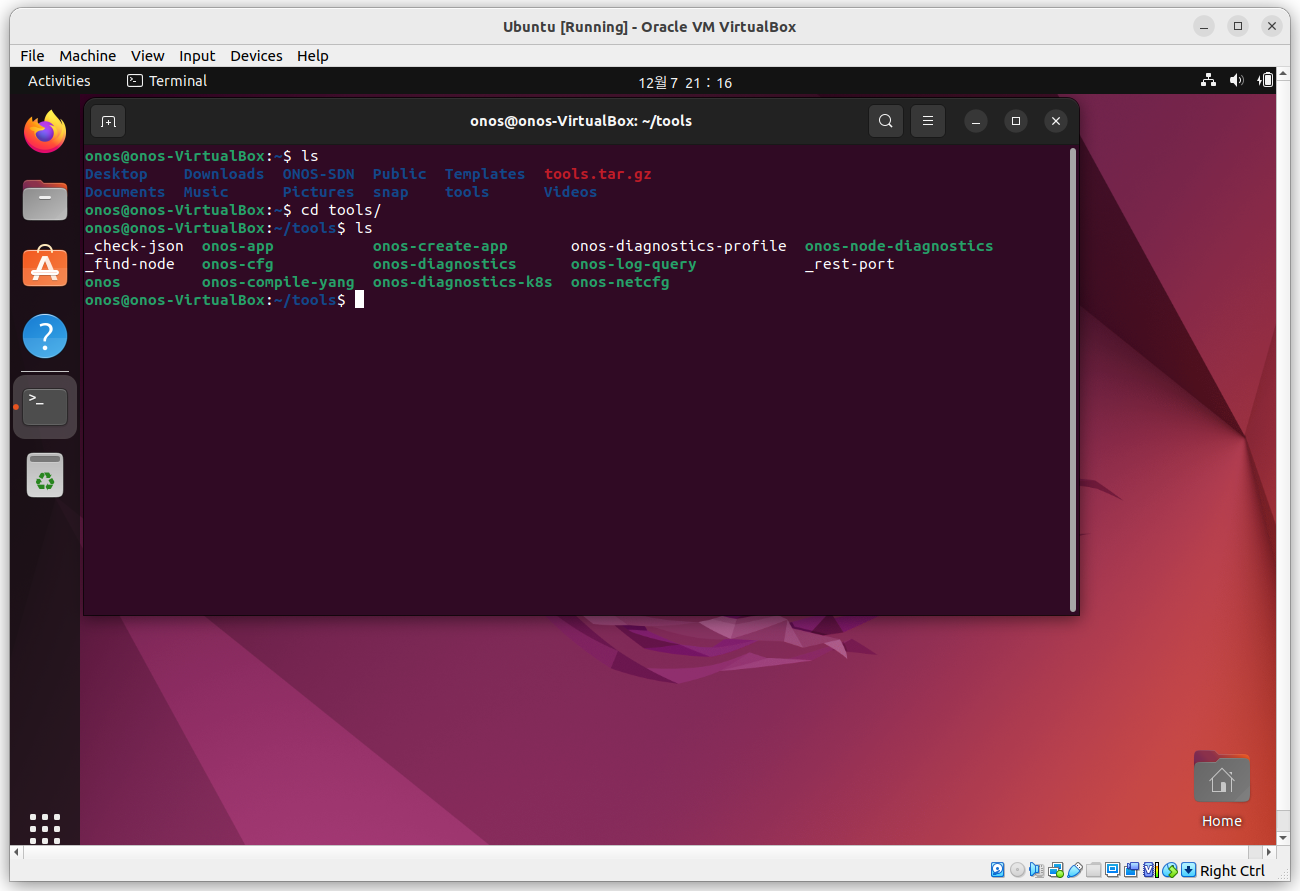 Ubuntu [Running] - Oracle VM VirtualBox
File Machine View Input Devices Help
Activities Terminal 12월 7 21 : 16
onos@onos-VirtualBox: ~/tools
onos@onos-VirtualBox:~$ ls
Desktop Downloads ONOS-SDN Public Templates tools.tar.gz
Documents Music Pictures snap tools Videos
onos@onos-VirtualBox:~$ cd tools/
onos@onos-VirtualBox:~/tools$ ls
_check-json onos-app onos-create-app onos-diagnostics-profile onos-node-diagnostics
_find-node onos-cfg onos-diagnostics onos-log-query _rest-port
onos onos-compile-yang onos-diagnostics-k8s onos-netcfg
onos@onos-VirtualBox:~/tools$
Home
Right Ctrl